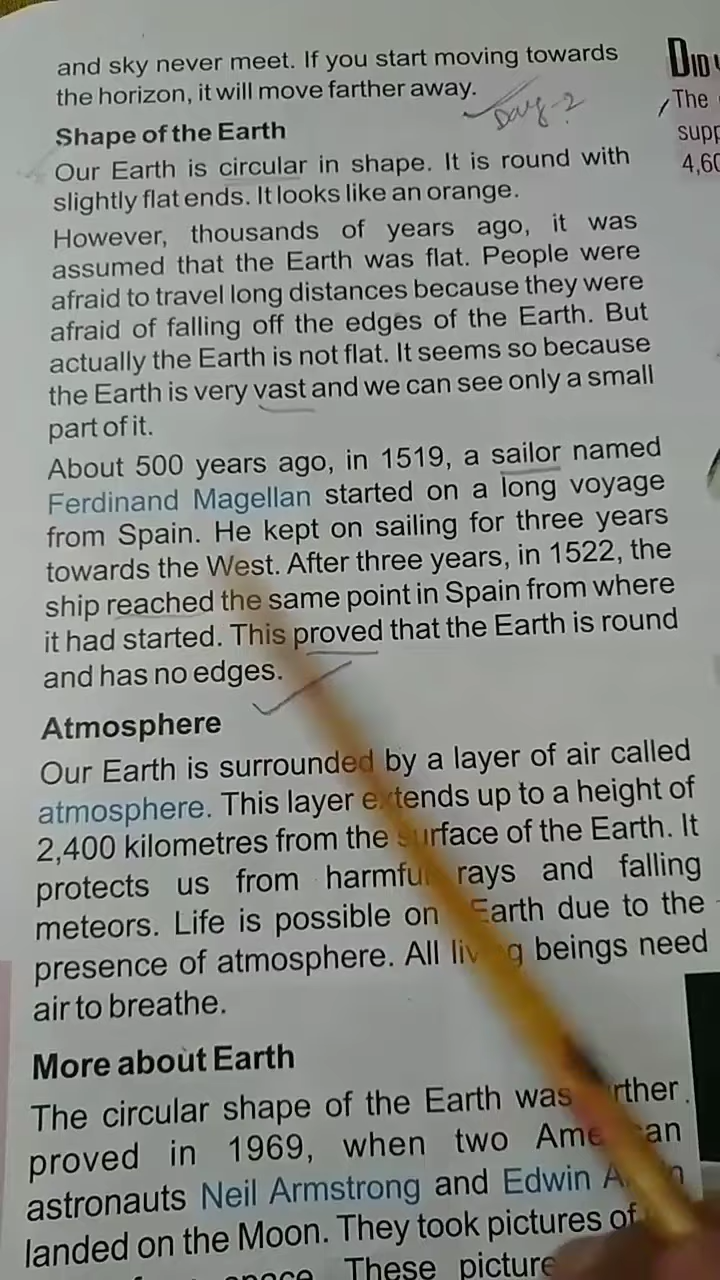 and sky never meet. If you start moving towards
the horizon, it will move farther away.
Day-2
Shape of the Earth
Our Earth is circular in shape. It is round with
slightly flat ends. It looks like an orange.
However, thousands of years ago, it was
assumed that the Earth was flat. People were
afraid to travel long distances because they were
afraid of falling off the edges of the Earth. But
actually the Earth is not flat. It seems so because
the Earth is very vast and we can see only a small
part of it.
About 500 years ago, in 1519, a sailor named
Ferdinand Magellan started on a long voyage
from Spain. He kept on sailing for three years
towards the West. After three years, in 1522, the
ship reached the same point in Spain from where
it had started. This proved that the Earth is round
and has no edges.
Atmosphere
Our Earth is surrounded by a layer of air called
atmosphere. This layer extends up to a height of
2,400 kilometres from the surface of the Earth. It
protects us from harmful rays and falling
meteors. Life is possible on Earth due to the
presence of atmosphere. All living beings need
air to breathe.
More about Earth
The circular shape of the Earth was
proved in 1969, when two American
astronauts Neil Armstrong and Edwin
landed on the Moon. They took pictures of
These
DID
The